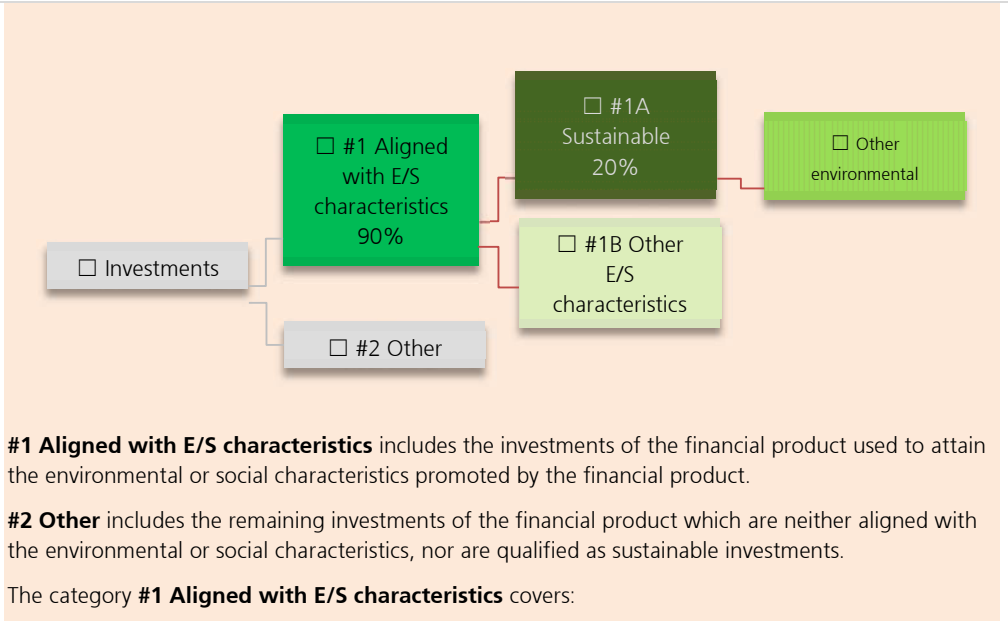 ☐ #1A
Sustainable
20%
☐ Other
environmental
☐ #1 Aligned
with E/S
characteristics
90%
☐ #1B Other
E/S
characteristics
☐ Investments
☐ #2 Other
#1 Aligned with E/S characteristics includes the investments of the financial product used to attain
the environmental or social characteristics promoted by the financial product.
#2 Other includes the remaining investments of the financial product which are neither aligned with
the environmental or social characteristics, nor are qualified as sustainable investments.
The category #1 Aligned with E/S characteristics covers: